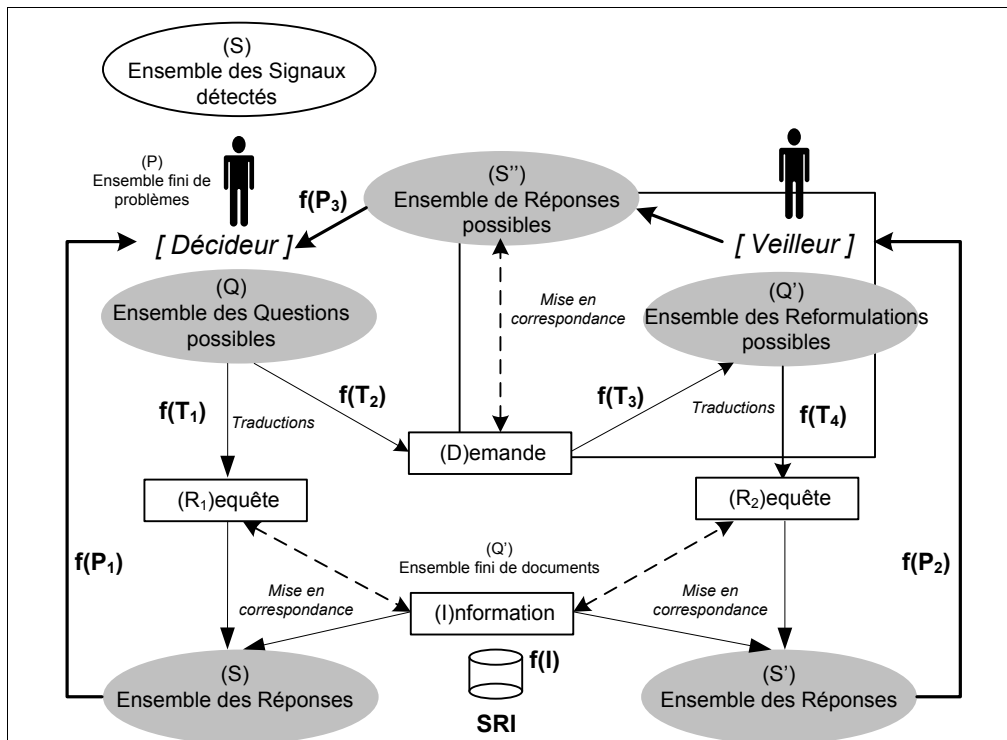 (S)
Ensemble des Signaux
détectés
(P)
Ensemble fini de
problèmes
f(P₃)
(S'')
Ensemble de Réponses
possibles
[ Décideur ]
[ Veilleur ]
(Q)
Ensemble des Questions
possibles
Mise en
correspondance
(Q’)
Ensemble des Reformulations
possibles
f(T₁)
Traductions
f(T₂)
f(T₃)
Traductions
f(T₄)
(D)emande
(R₁)equête
(R₂)equête
f(P₁)
(Q’)
Ensemble fini de documents
f(P₂)
Mise en
correspondance
(I)nformation
Mise en
correspondance
(S)
Ensemble des Réponses
f(I)
SRI
(S’)
Ensemble des Réponses